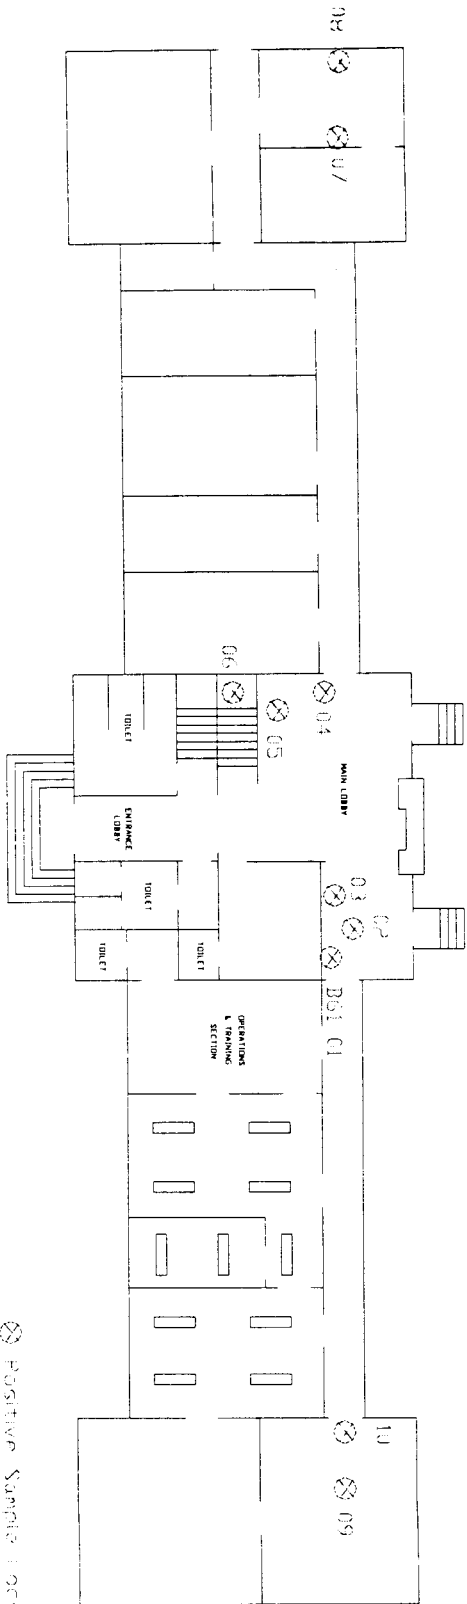 08
07
06
05
04
TOILET
MAIN LOBBY
ENTRANCE
LOBBY
TOILET
03
02
TOILET
TOILET
BG1 01
OPERATIONS
& TRAINING
SECTION
10
09
Positive Sample